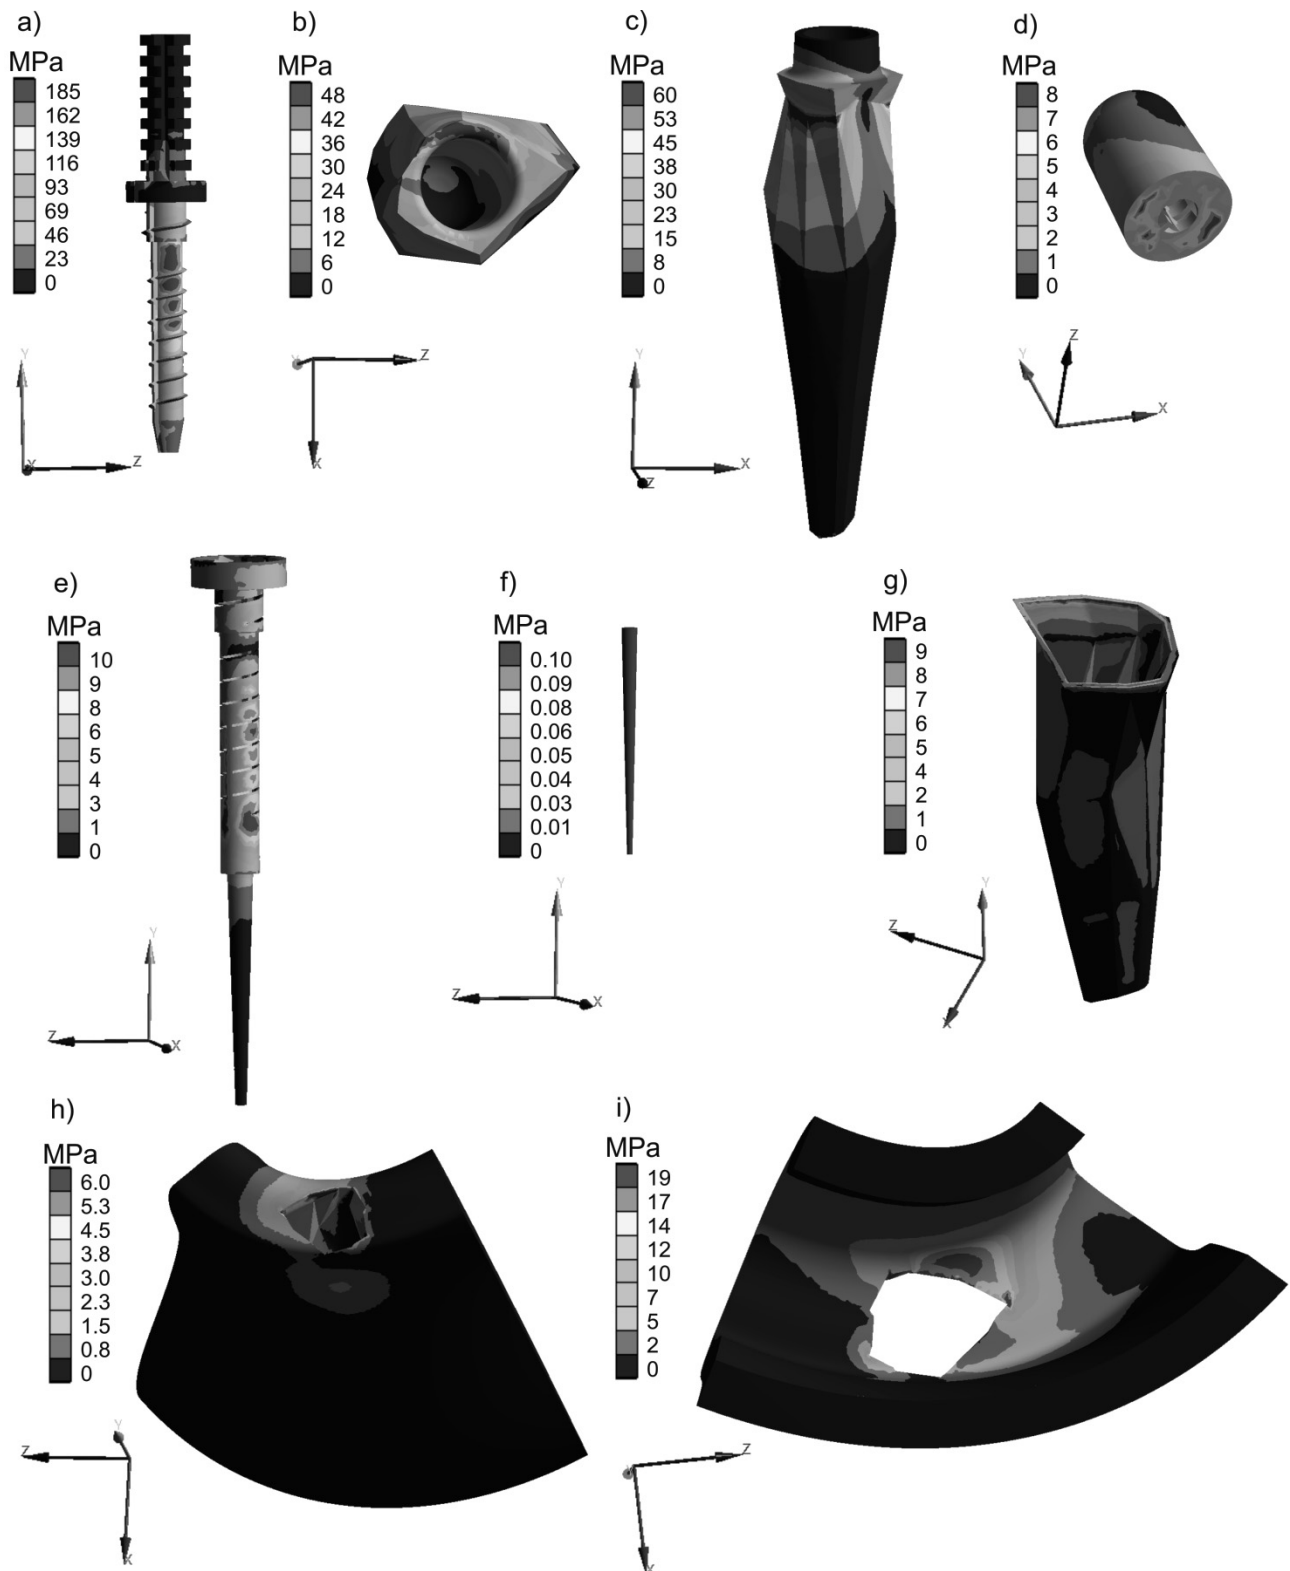 a)
MPa
185
162
139
116
93
69
46
23
0
Y
X
Z
b)
MPa
48
42
36
30
24
18
12
6
0
Y
Z
X
c)
MPa
60
53
45
38
30
23
15
8
0
Y
X
Z
d)
MPa
8
7
6
5
4
3
2
1
0
Z
Y
X
e)
MPa
10
9
8
6
5
4
3
1
0
Y
Z
X
f)
MPa
0.10
0.09
0.08
0.06
0.05
0.04
0.03
0.01
0
Y
Z
X
g)
MPa
9
8
7
6
5
4
2
1
0
Y
Z
X
h)
MPa
6.0
5.3
4.5
3.8
3.0
2.3
1.5
0.8
0
Y
Z
X
i)
MPa
19
17
14
12
10
7
5
2
0
Z
Y
X